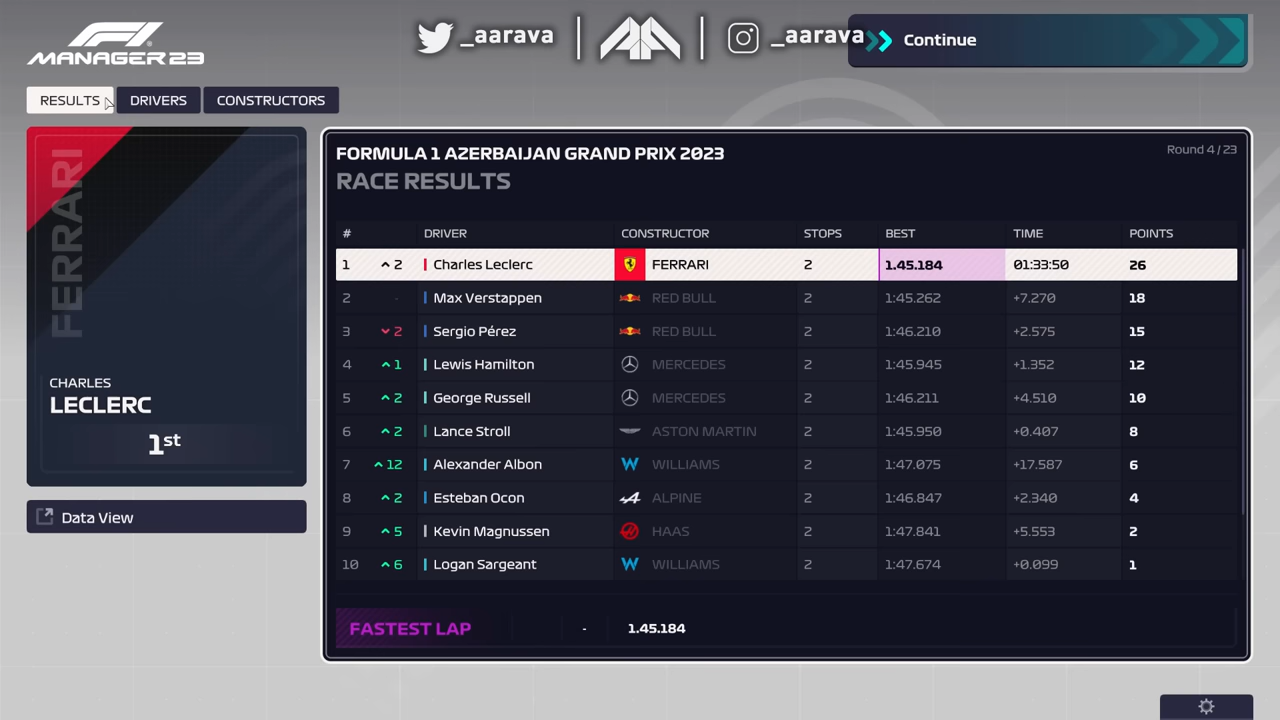 F1
MANAGER 23
_aarava
_aarava
Continue
RESULTS DRIVERS CONSTRUCTORS
FERRARI
CHARLES
LECLERC
1st
Data View
FORMULA 1 AZERBAIJAN GRAND PRIX 2023
Round 4/23
RACE RESULTS
# DRIVER CONSTRUCTOR STOPS BEST TIME POINTS
1 2 Charles Leclerc FERRARI 2 1.45.184 01:33:50 26
2 - Max Verstappen RED BULL 2 1:45.262 +7.270 18
3 2 Sergio Pérez RED BULL 2 1:46.210 +2.575 15
4 1 Lewis Hamilton MERCEDES 2 1:45.945 +1.352 12
5 2 George Russell MERCEDES 2 1:46.211 +4.510 10
6 2 Lance Stroll ASTON MARTIN 2 1:45.950 +0.407 8
7 12 Alexander Albon WILLIAMS 2 1:47.075 +17.587 6
8 2 Esteban Ocon ALPINE 2 1:46.847 +2.340 4
9 5 Kevin Magnussen HAAS 2 1:47.841 +5.553 2
10 6 Logan Sargeant WILLIAMS 2 1:47.674 +0.099 1
FASTEST LAP - 1.45.184